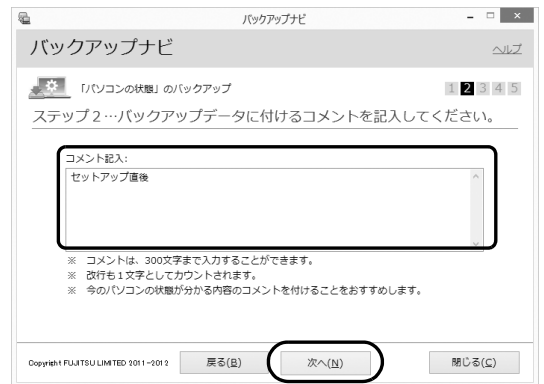 バックアップナビ
バックアップナビ
ヘルプ
「パソコンの状態」のバックアップ
1 2 3 4 5
ステップ2…バックアップデータに付けるコメントを記入してください。
コメント記入:
セットアップ直後
※ コメントは、300文字まで入力することができます。
※ 改行も1文字としてカウントされます。
※ 今のパソコンの状態が分かる内容のコメントを付けることをおすすめします。
Copyright FUJITSU LIMITED 2011-2012
戻る(B)
次へ(N)
閉じる(C)